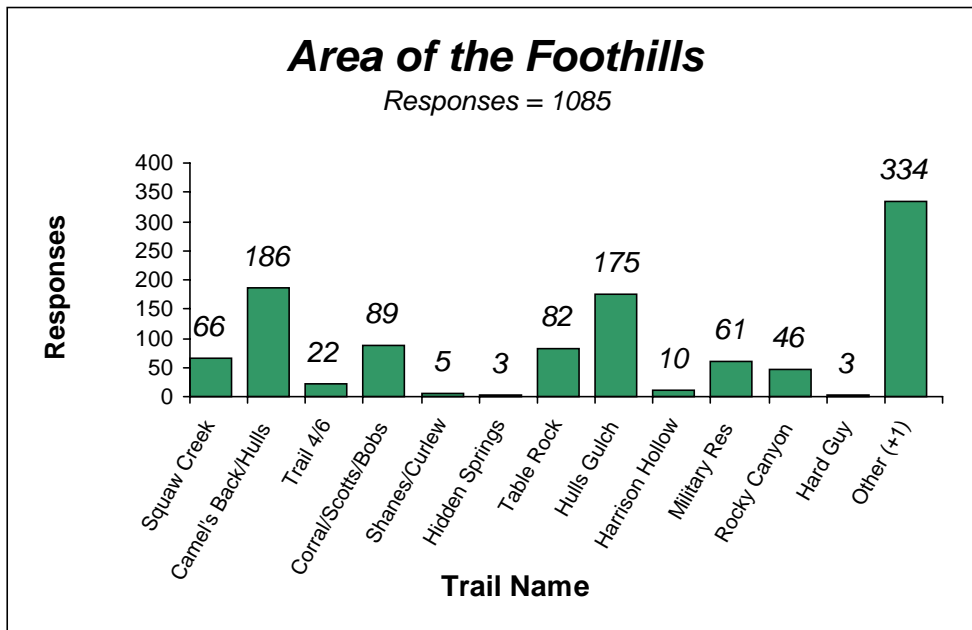 Area of the Foothills
Responses = 1085
Responses
400
350
300
250
200
150
100
50
0
66
186
22
89
5
3
82
175
10
61
46
3
334
Squaw Creek
Camel's Back/Hulls
Trail 4/6
Corral/Scotts/Bobs
Shanes/Curlew
Hidden Springs
Table Rock
Hulls Gulch
Harrison Hollow
Military Res
Rocky Canyon
Hard Guy
Other (+1)
Trail Name